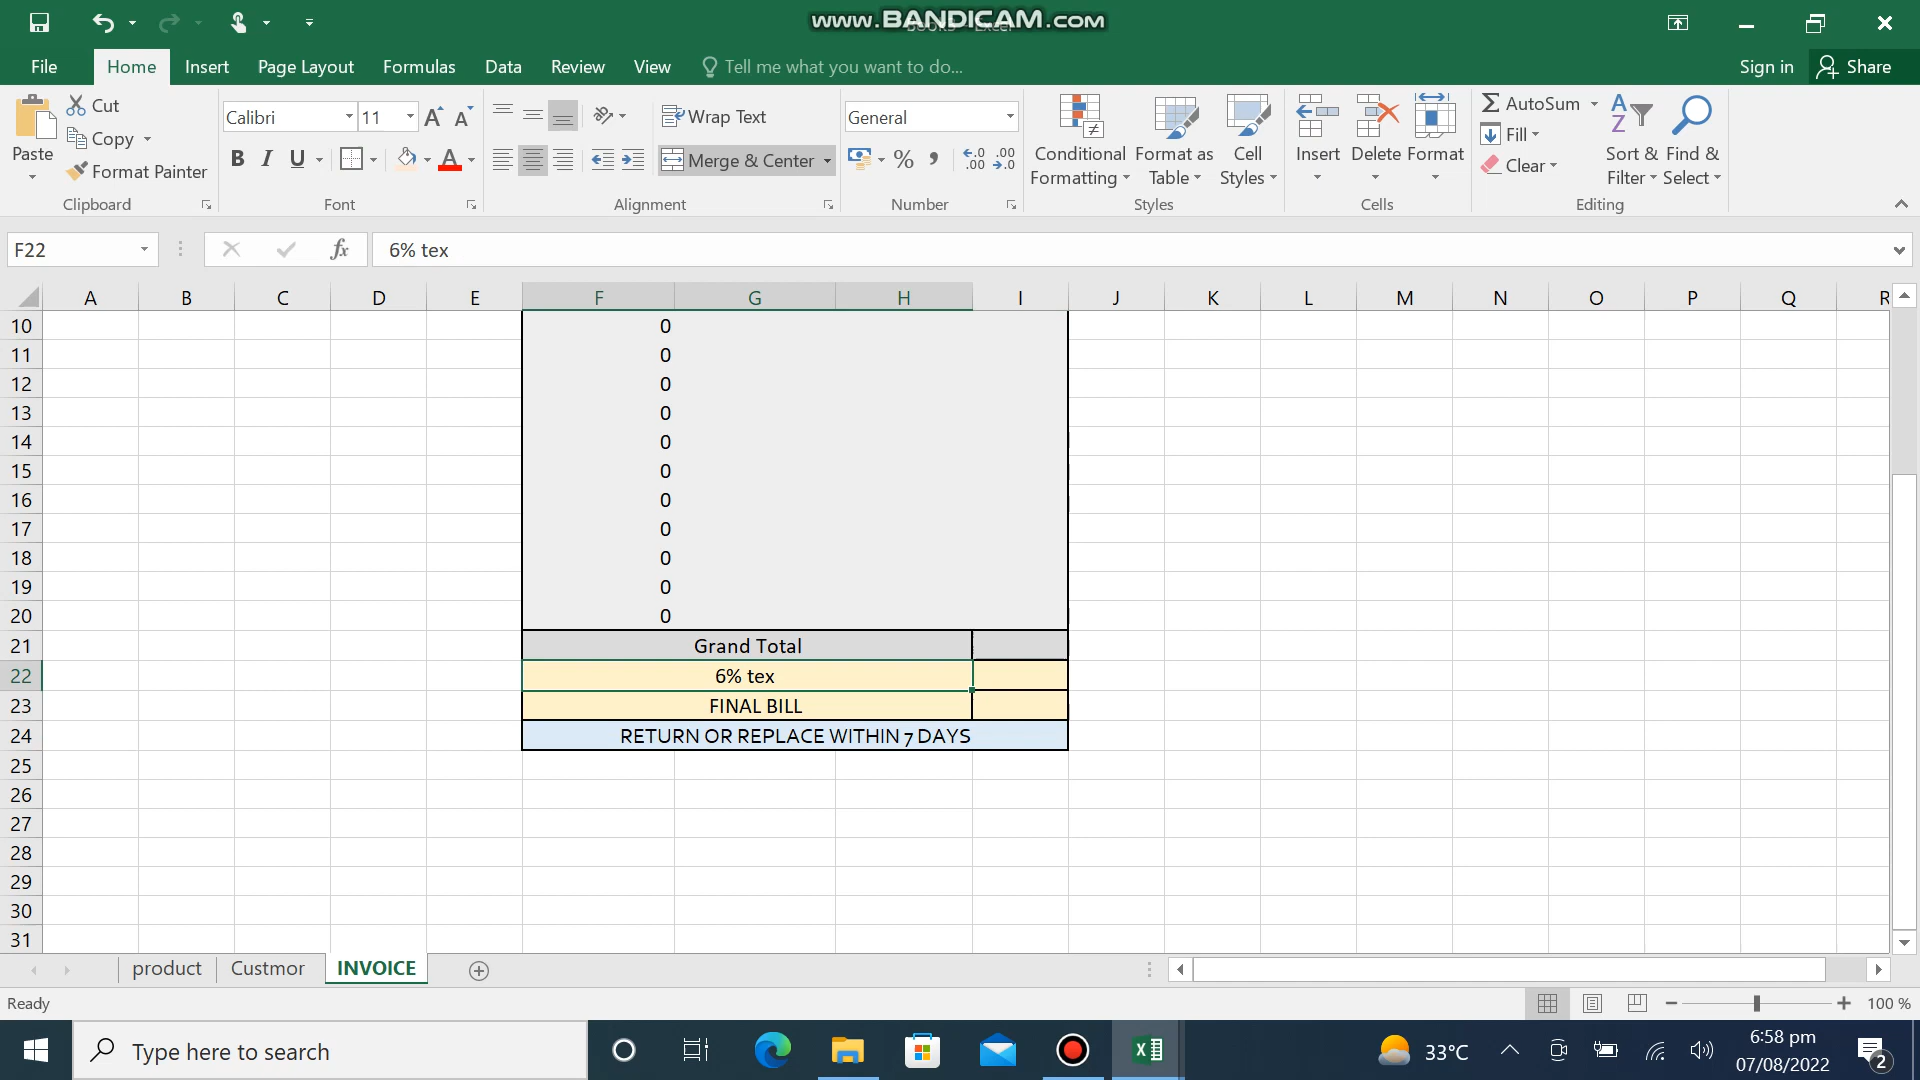 www.BANDICAM.com
File Home Insert Page Layout Formulas Data Review View Tell me what you want to do... Sign in Share
Paste Cut Copy Format Painter
Clipboard
Calibri 11
B I U
Font
Wrap Text
Merge & Center
Alignment
General
% , .00 .00
Number
Conditional Formatting Format as Table Cell Styles
Styles
Insert Delete Format
Cells
AutoSum Fill Clear Sort & Filter Find & Select
Editing
F22 fx 6% tex
A B C D E F G H I J K L M N O P Q R
10 0
11 0
12 0
13 0
14 0
15 0
16 0
17 0
18 0
19 0
20 0
21 Grand Total
22 6% tex
23 FINAL BILL
24 RETURN OR REPLACE WITHIN 7 DAYS
25
26
27
28
29
30
31
product Custmor INVOICE
Ready 100 %
Type here to search 33°C 6:58 pm
07/08/2022 2